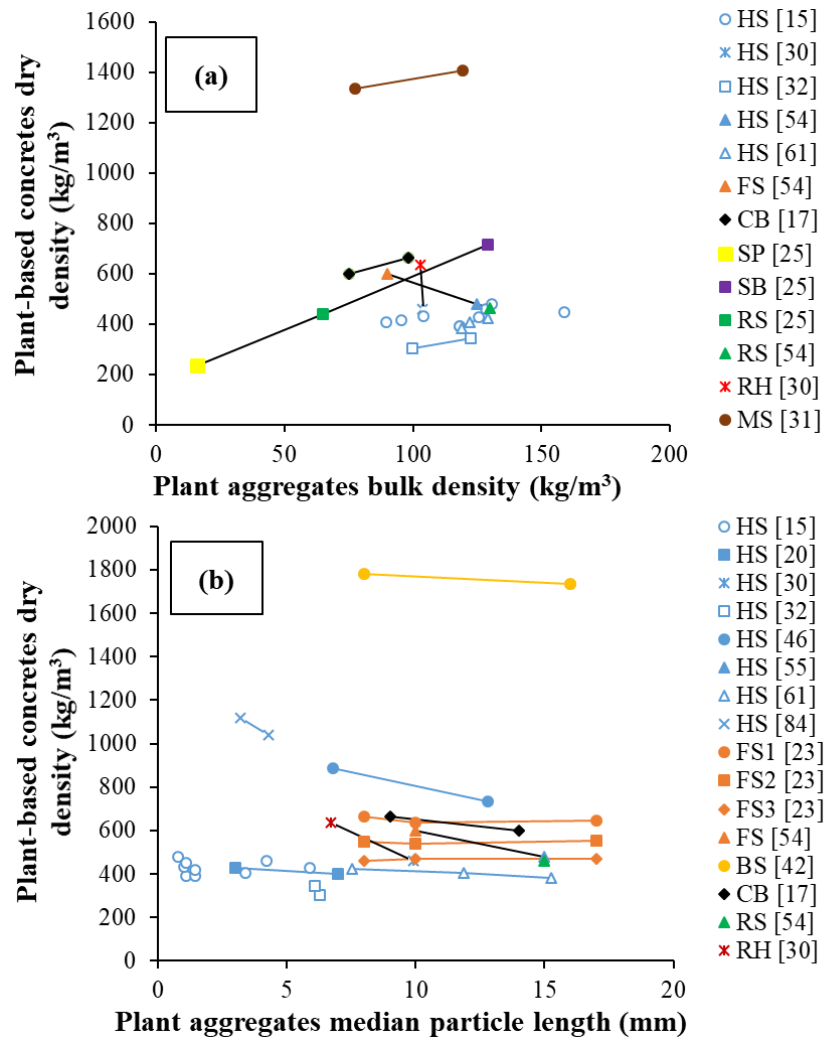 1600
1400
1200
1000
800
600
400
200
0
0
50
100
150
200
Plant-based concretes dry
density (kg/m³)
Plant aggregates bulk density (kg/m³)
(a)
HS [15]
HS [30]
HS [32]
HS [54]
HS [61]
FS [54]
CB [17]
SP [25]
SB [25]
RS [25]
RS [54]
RH [30]
MS [31]
2000
1800
1600
1400
1200
1000
800
600
400
200
0
0
5
10
15
20
Plant-based concretes dry
density (kg/m³)
Plant aggregates median particle length (mm)
(b)
HS [15]
HS [20]
HS [30]
HS [32]
HS [46]
HS [55]
HS [61]
HS [84]
FS1 [23]
FS2 [23]
FS3 [23]
FS [54]
BS [42]
CB [17]
RS [54]
RH [30]